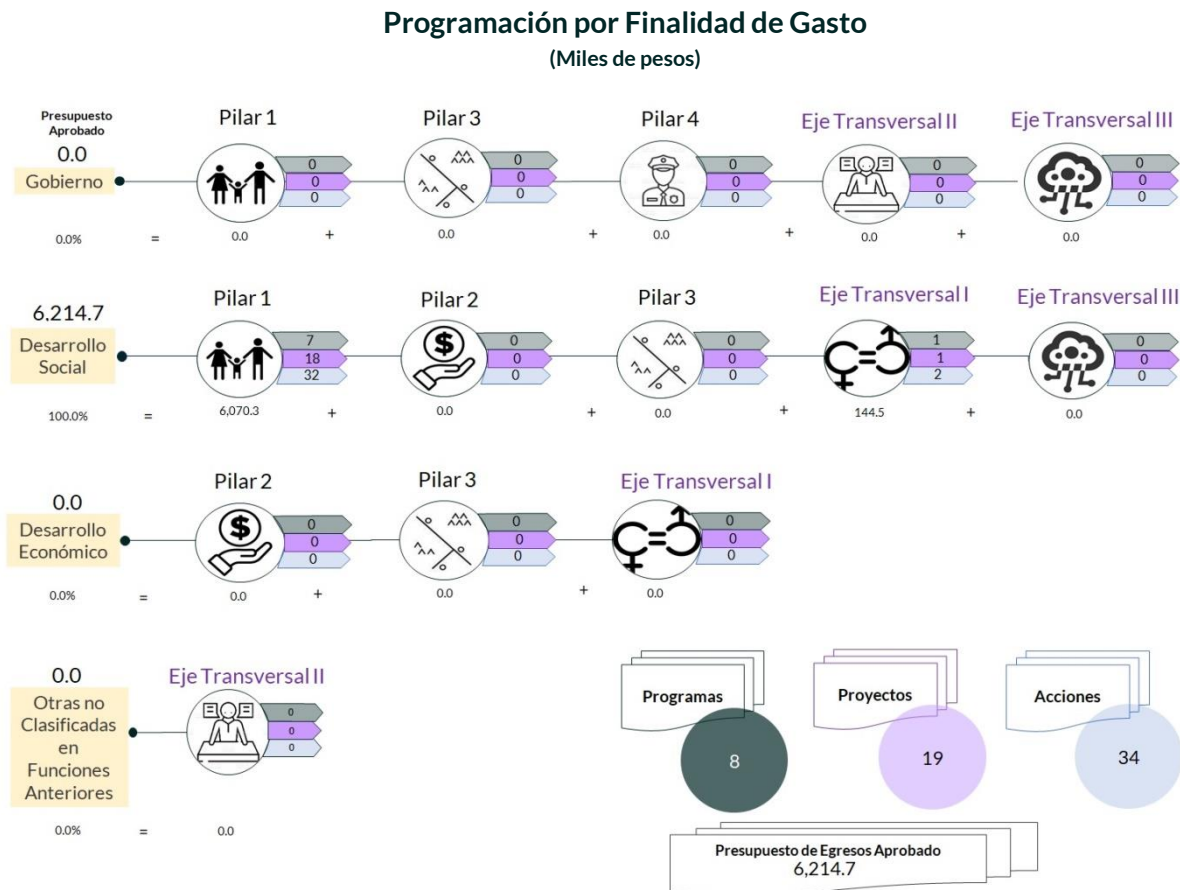 Programación por Finalidad de Gasto
(Miles de pesos)
Presupuesto
Aprobado
0.0
Gobierno
0.0%
=
Pilar 1
0
0
0
0.0
+
Pilar 3
0
0
0
0.0
+
Pilar 4
0
0
0
0.0
+
Eje Transversal II
0
0
0
0.0
+
Eje Transversal III
0
0
0
0.0
6,214.7
Desarrollo
Social
100.0%
=
Pilar 1
7
18
32
6,070.3
+
Pilar 2
0
0
0
0.0
+
Pilar 3
0
0
0
0.0
+
Eje Transversal I
1
1
2
144.5
+
Eje Transversal III
0
0
0
0.0
0.0
Desarrollo
Económico
0.0%
=
Pilar 2
$
0
0
0
0.0
+
Pilar 3
0
0
0
0.0
+
Eje Transversal I
0
0
0
0.0
0.0
Otras no
Clasificadas
en
Funciones
Anteriores
0.0%
=
Eje Transversal II
0
0
0
0.0
Programas
8
Proyectos
19
Acciones
34
Presupuesto de Egresos Aprobado
6,214.7